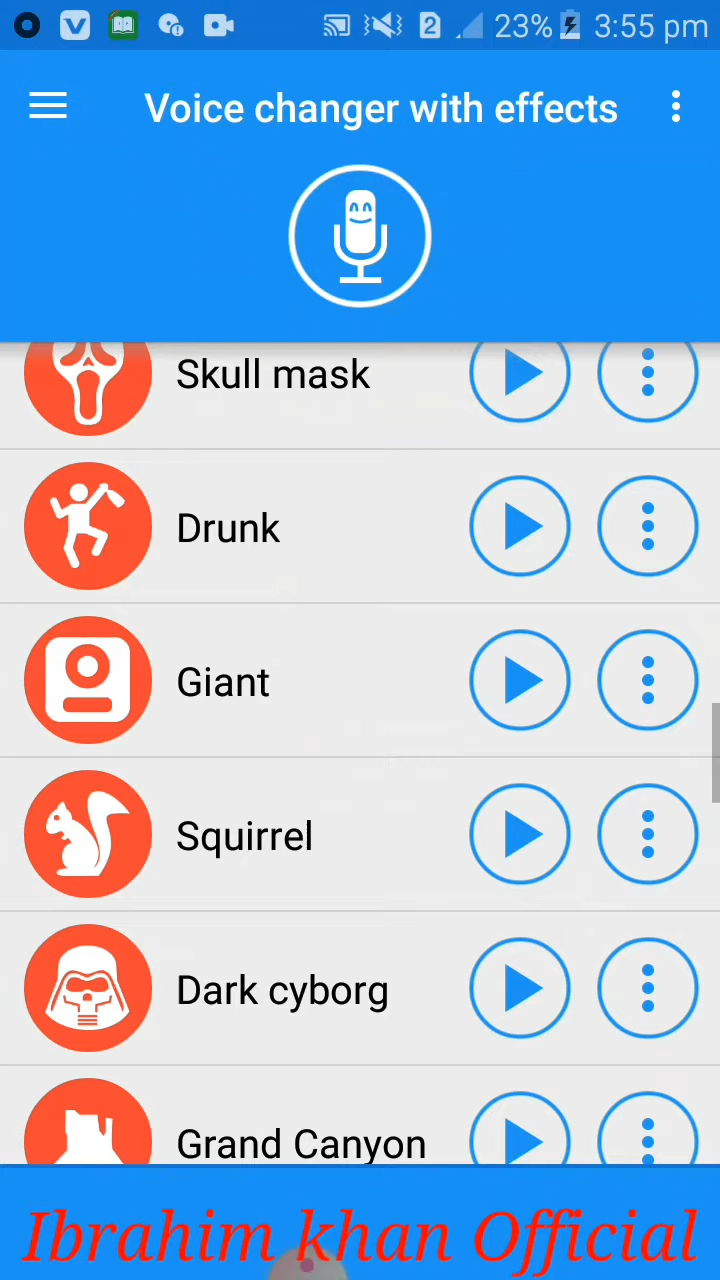 2 23% 3:55 pm
Voice changer with effects
Skull mask
Drunk
Giant
Squirrel
Dark cyborg
Grand Canyon
Ibrahim khan Official